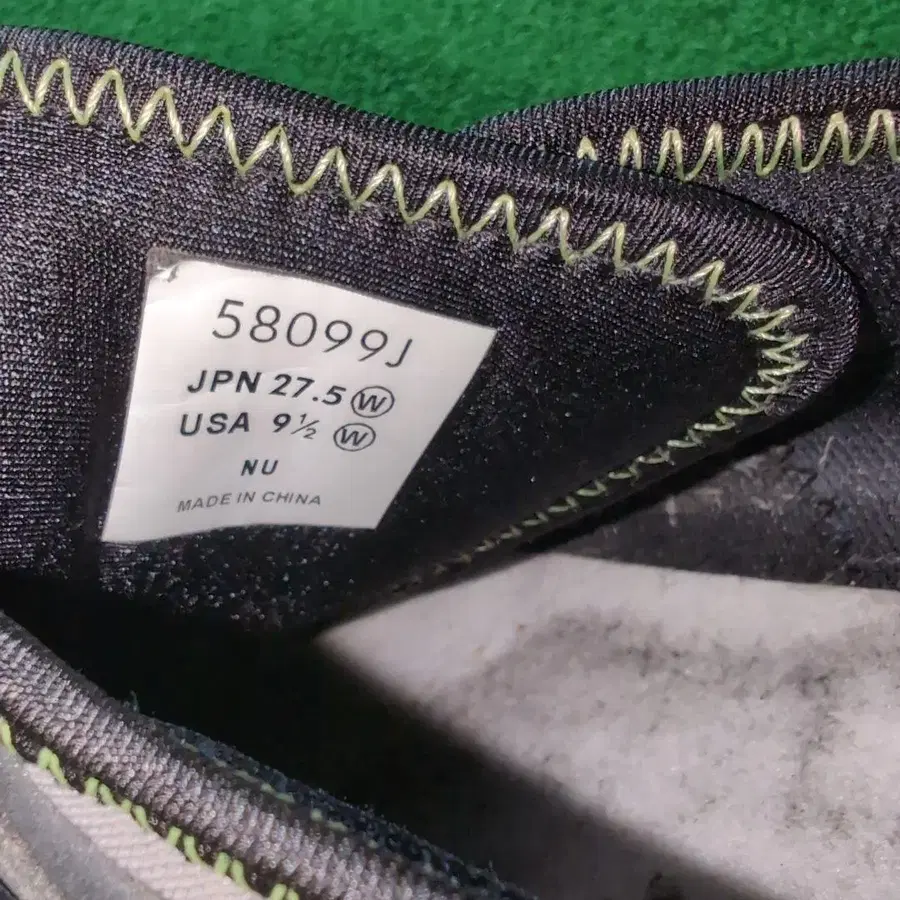 58099J
JPN 27.5 Ⓦ
USA 9½ Ⓦ
NU
MADE IN CHINA